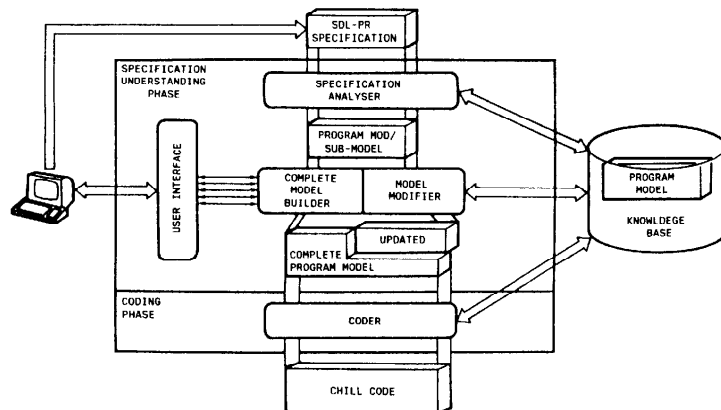 SDL-PR
SPECIFICATION
SPECIFICATION
UNDERSTANDING
PHASE
SPECIFICATION
ANALYSER
PROGRAM MOD/
SUB-MODEL
USER INTERFACE
COMPLETE
MODEL
BUILDER
MODEL
MODIFIER
PROGRAM
MODEL
KNOWLDEGE
BASE
UPDATED
COMPLETE
PROGRAM MODEL
CODING
PHASE
CODER
CHILL CODE